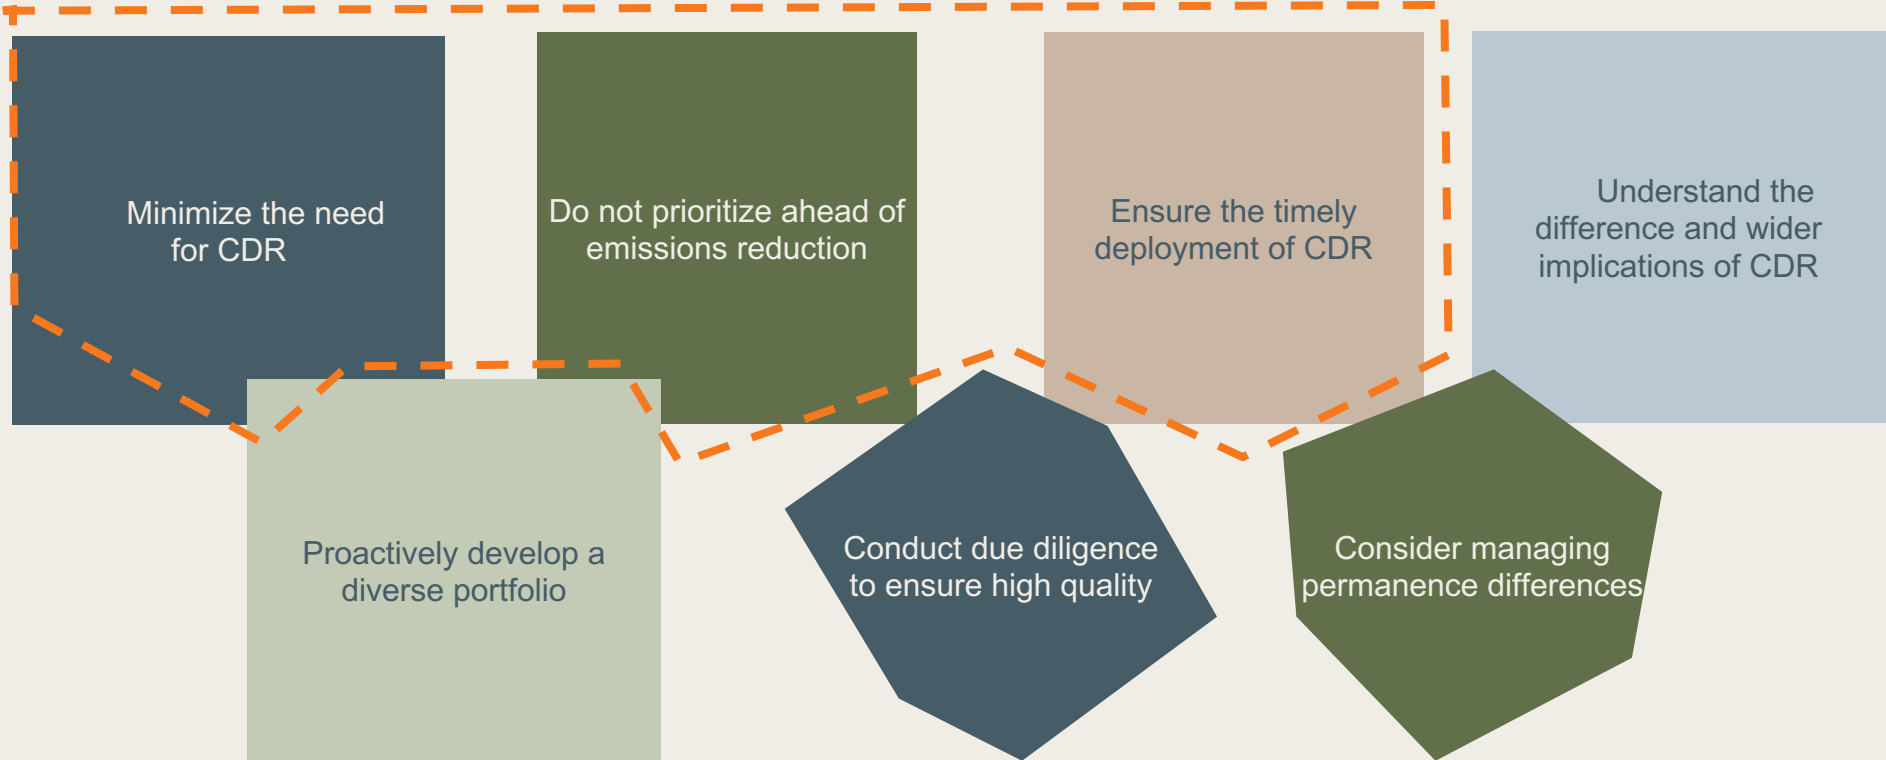 Minimize the need
for CDR
Do not prioritize ahead of
emissions reduction
Ensure the timely
deployment of CDR
Understand the
difference and wider
implications of CDR
Proactively develop a
diverse portfolio
Conduct due diligence
to ensure high quality
Consider managing
permanence differences